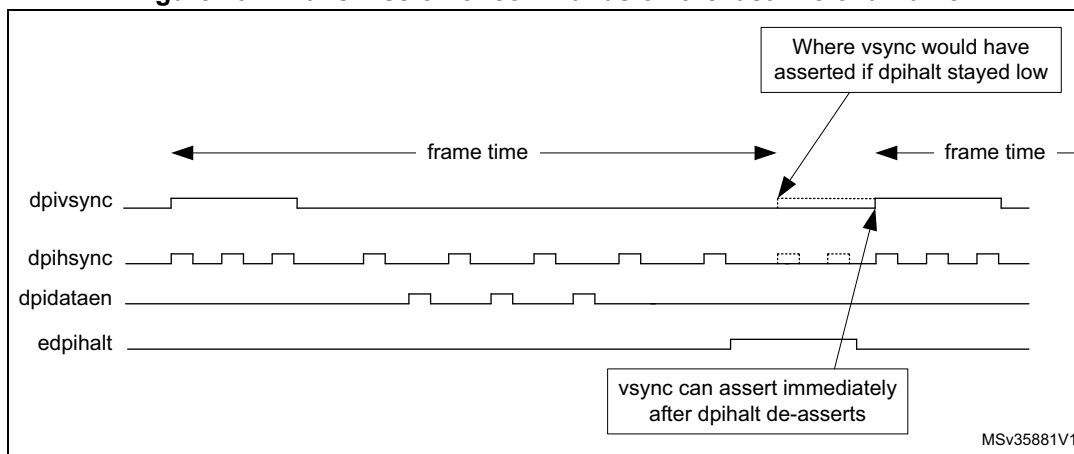 Where vsync would have
asserted if dpihalt stayed low
frame time
frame time
dpivsync
dpihsync
dpidataen
edpihalt
vsync can assert immediately
after dpihalt de-asserts
MSv35881V1